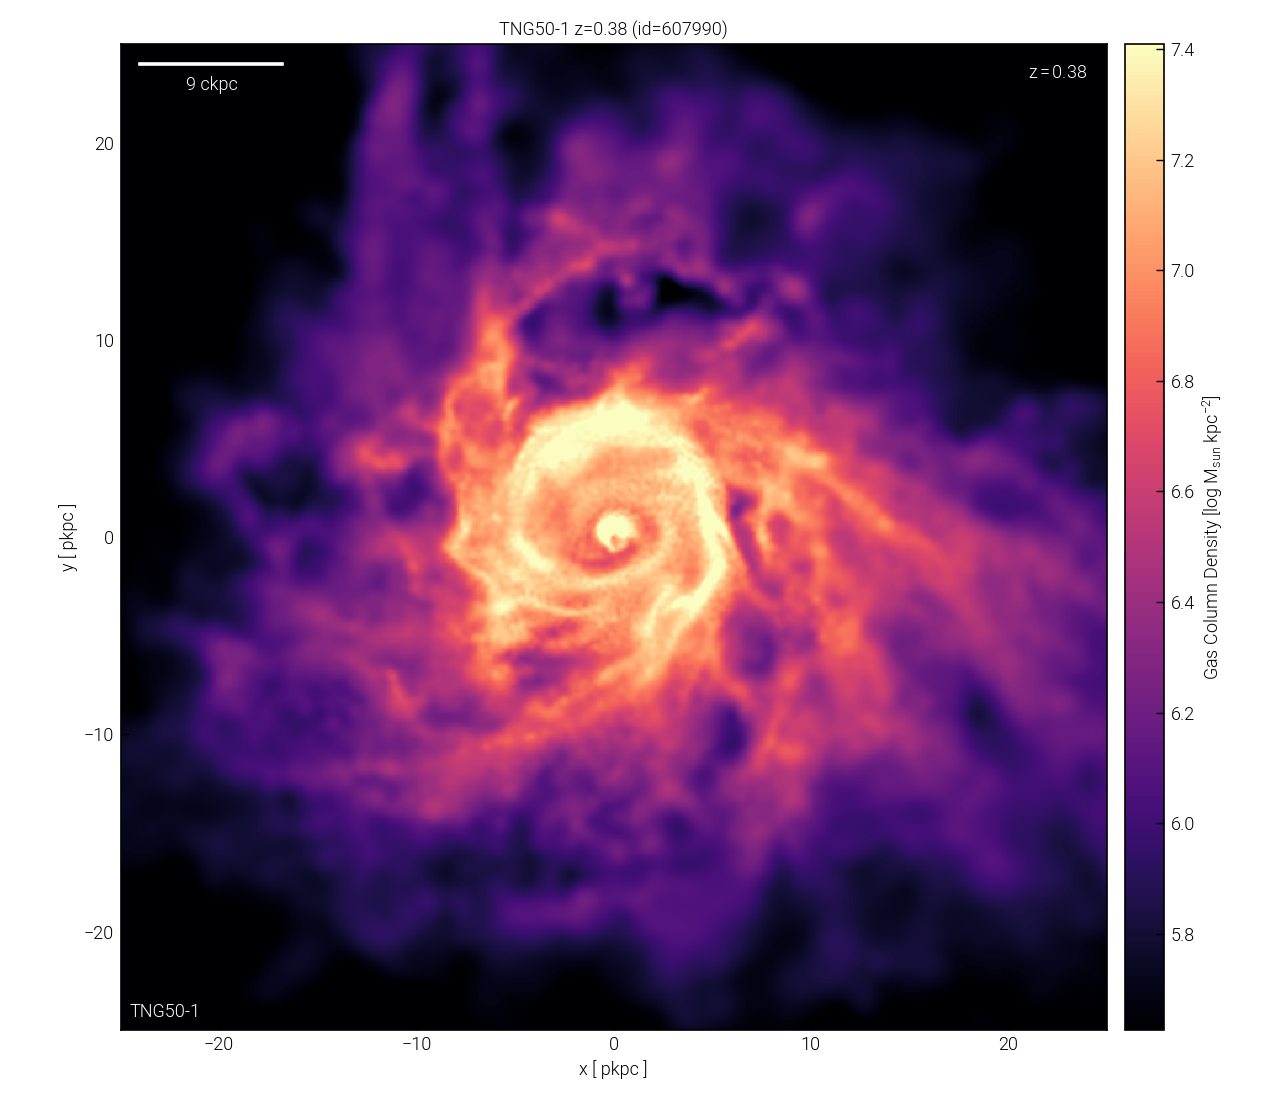 TNG50-1 z=0.38 (id=607990)
9 ckpc
z = 0.38
7.4
7.2
7.0
6.8
6.6
6.4
6.2
6.0
5.8
Gas Column Density [log M_sun kpc^−2]
20
10
0
−10
−20
y [ pkpc ]
TNG50-1
−20
−10
0
10
20
x [ pkpc ]